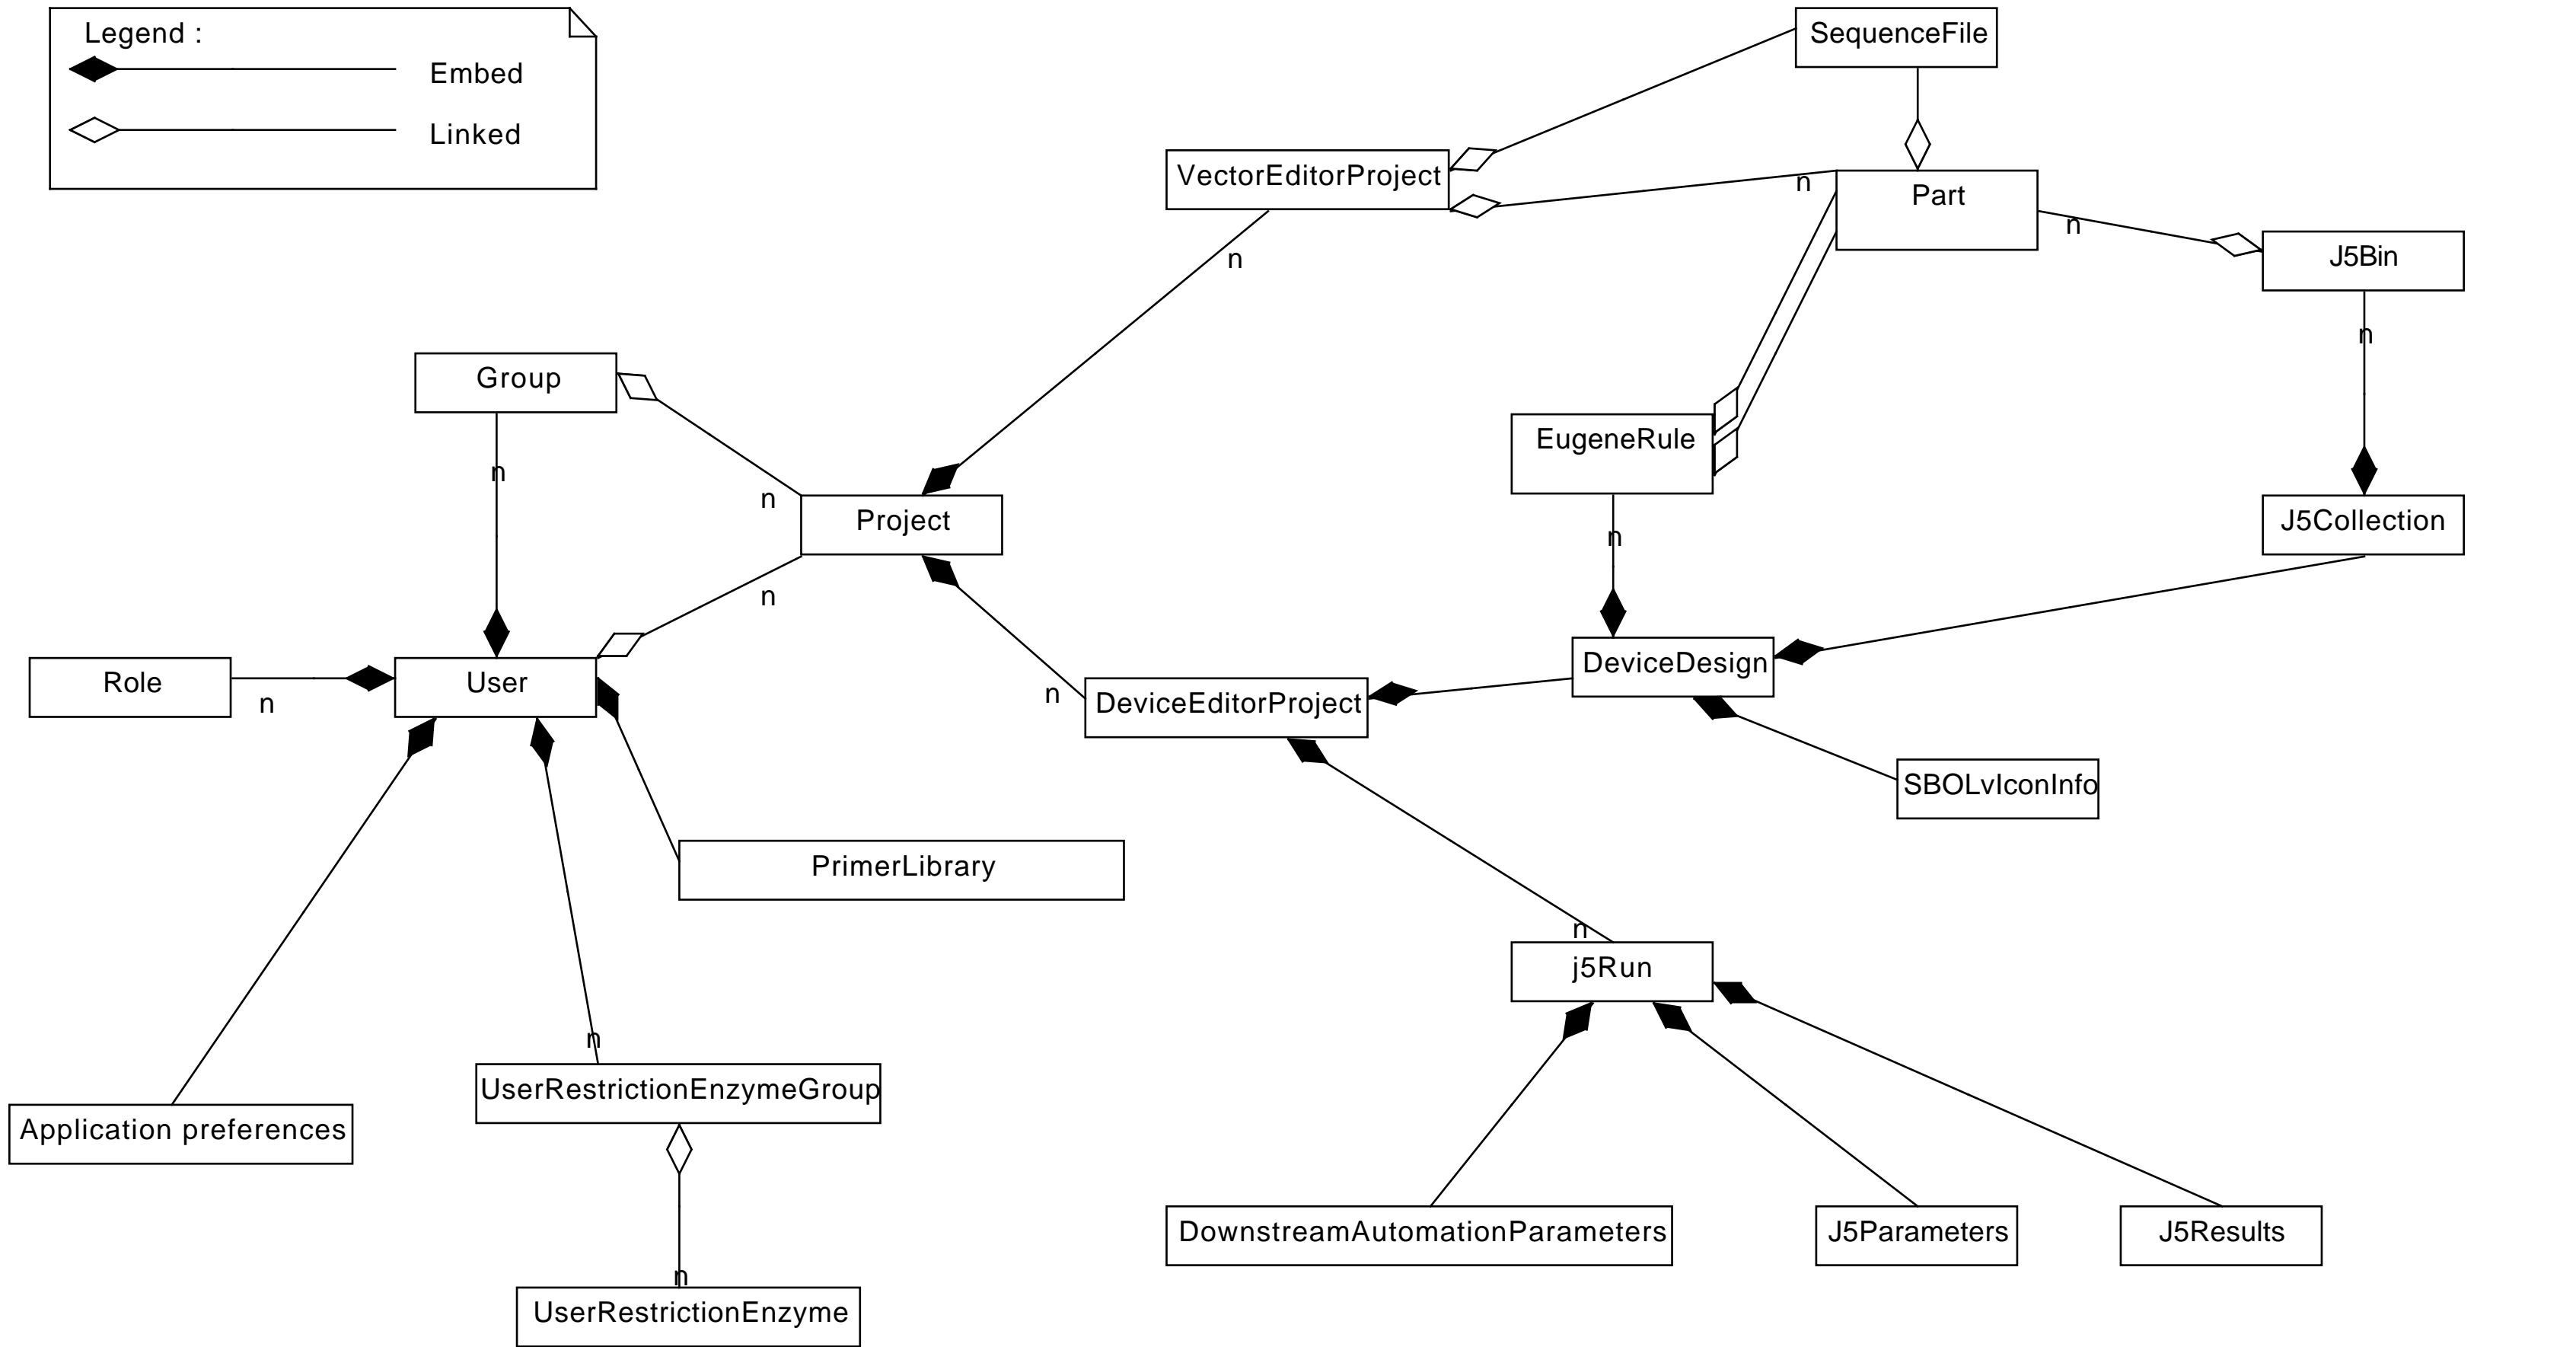 Legend :
Embed
Linked
SequenceFile
VectorEditorProject
n
Part
n
J5Bin
n
n
Group
EugeneRule
n
n
Project
J5Collection
n
n
Role
n
User
n
DeviceEditorProject
DeviceDesign
SBOLvIconInfo
PrimerLibrary
n
j5Run
n
UserRestrictionEnzymeGroup
Application preferences
DownstreamAutomationParameters
J5Parameters
J5Results
n
UserRestrictionEnzyme